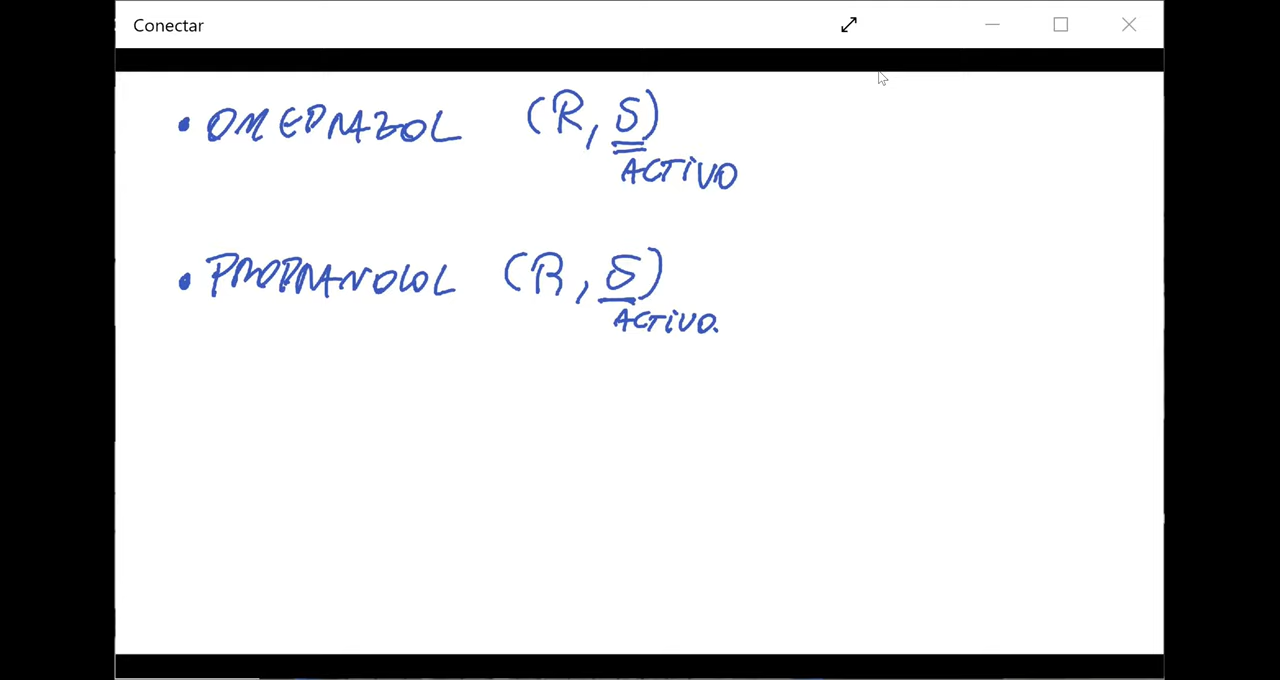 Conectar
• OMEPRAZOL (R, S)
ACTIVO
• PROPRANOLOL (R, S)
ACTIVO.